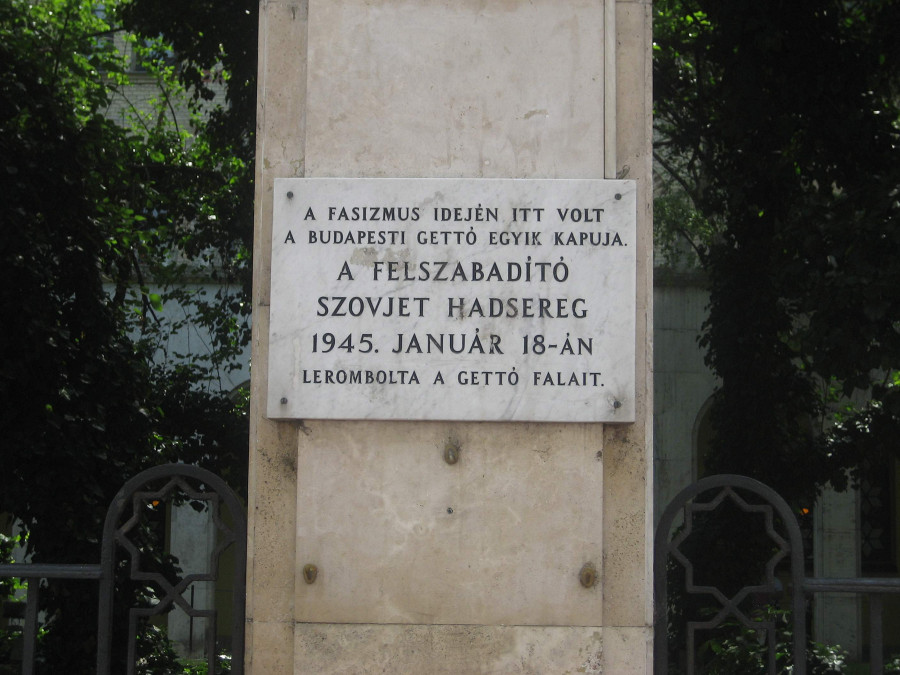 A FASIZMUS IDEJÉN ITT VOLT
A BUDAPESTI GETTÓ EGYIK KAPUJA.
A FELSZABADÍTÓ
SZOVJET HADSEREG
1945. JANUÁR 18-ÁN
LEROMBOLTA A GETTÓ FALAIT.